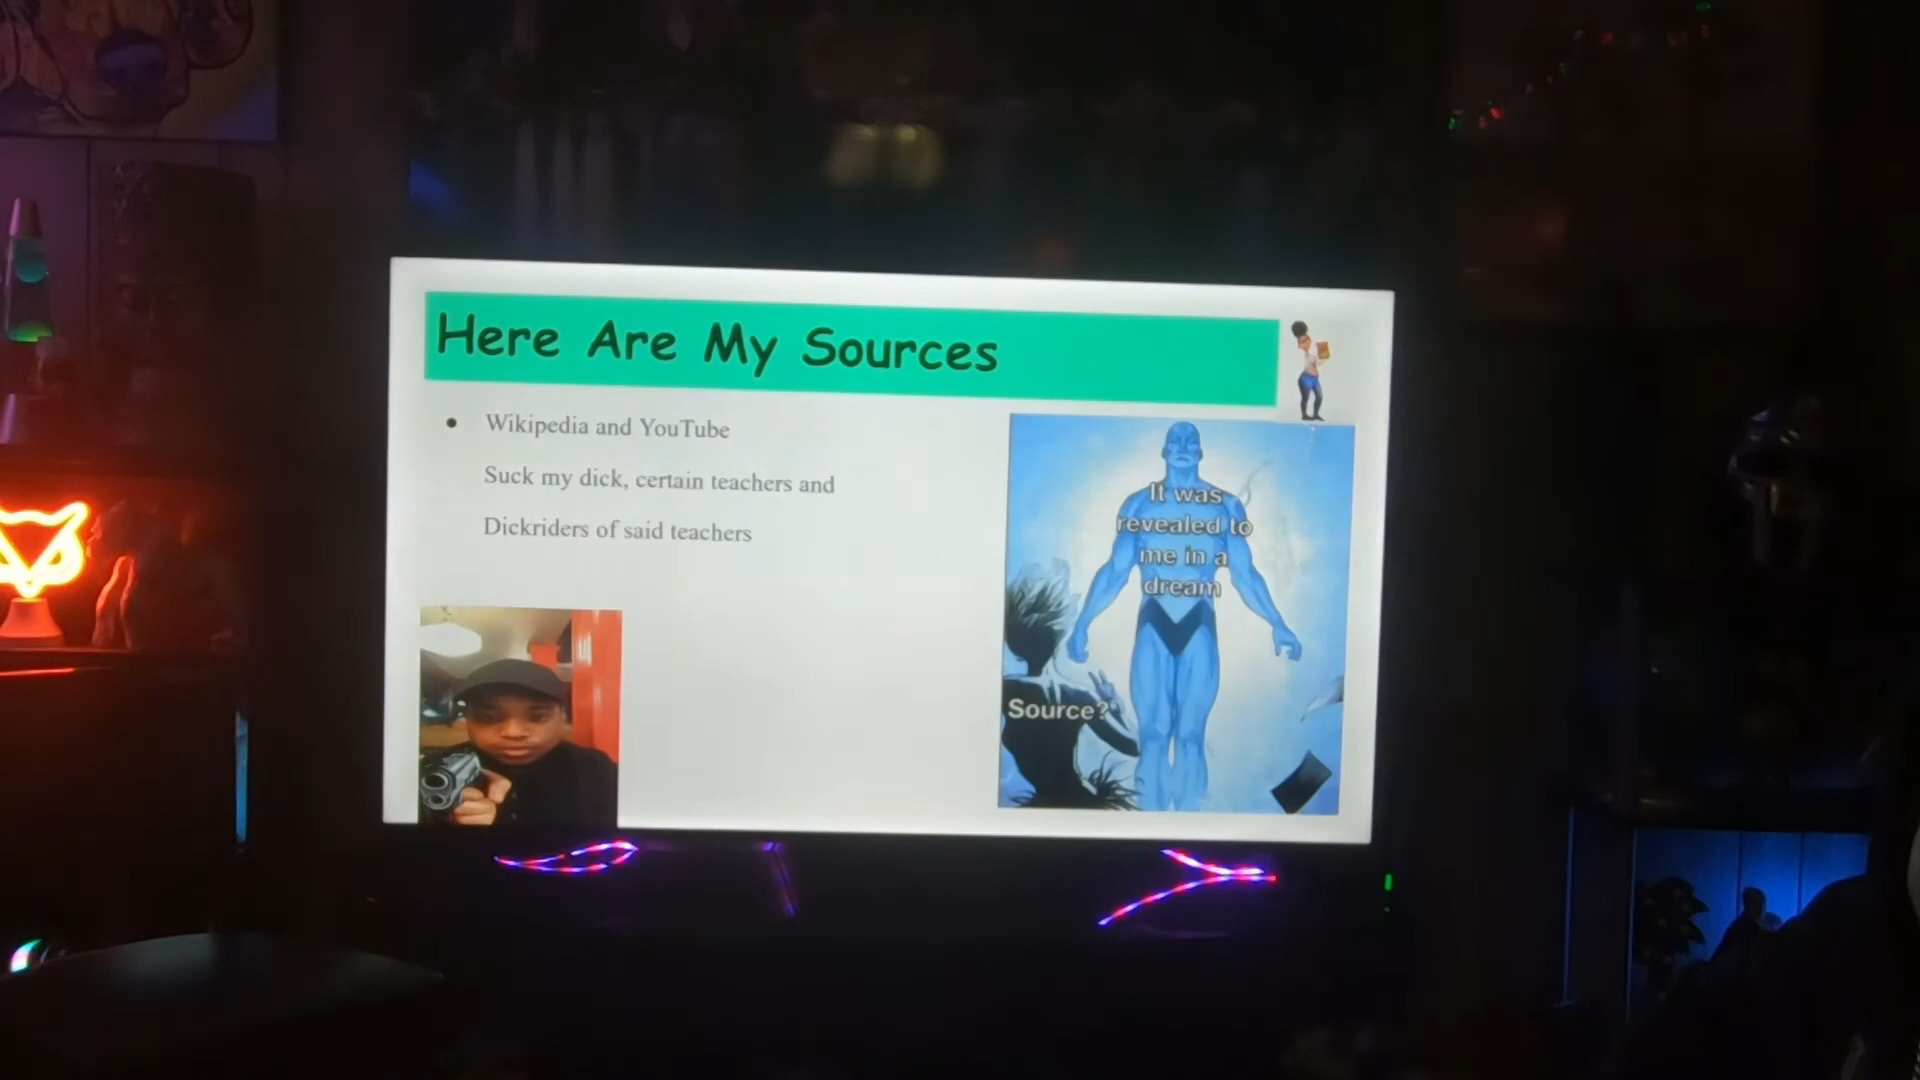 Here Are My Sources
Wikipedia and YouTube
Suck my dick, certain teachers and
Dickriders of said teachers
It was
revealed to
me in a
dream
Source?